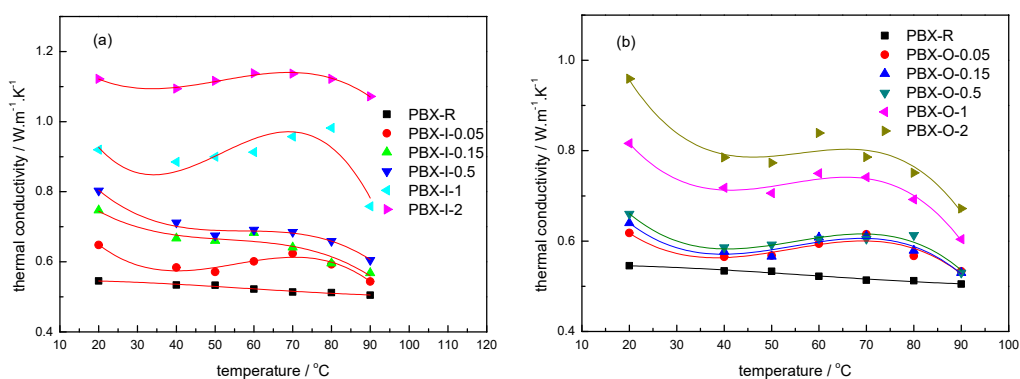 (a)
thermal conductivity / W.m⁻¹.K⁻¹
1.2
1.0
0.8
0.6
0.4
10 20 30 40 50 60 70 80 90 100 110 120
temperature / °C
PBX-R
PBX-I-0.05
PBX-I-0.15
PBX-I-0.5
PBX-I-1
PBX-I-2
(b)
thermal conductivity / W.m⁻¹.K⁻¹
1.0
0.8
0.6
0.4
10 20 30 40 50 60 70 80 90 100
temperature / °C
PBX-R
PBX-O-0.05
PBX-O-0.15
PBX-O-0.5
PBX-O-1
PBX-O-2